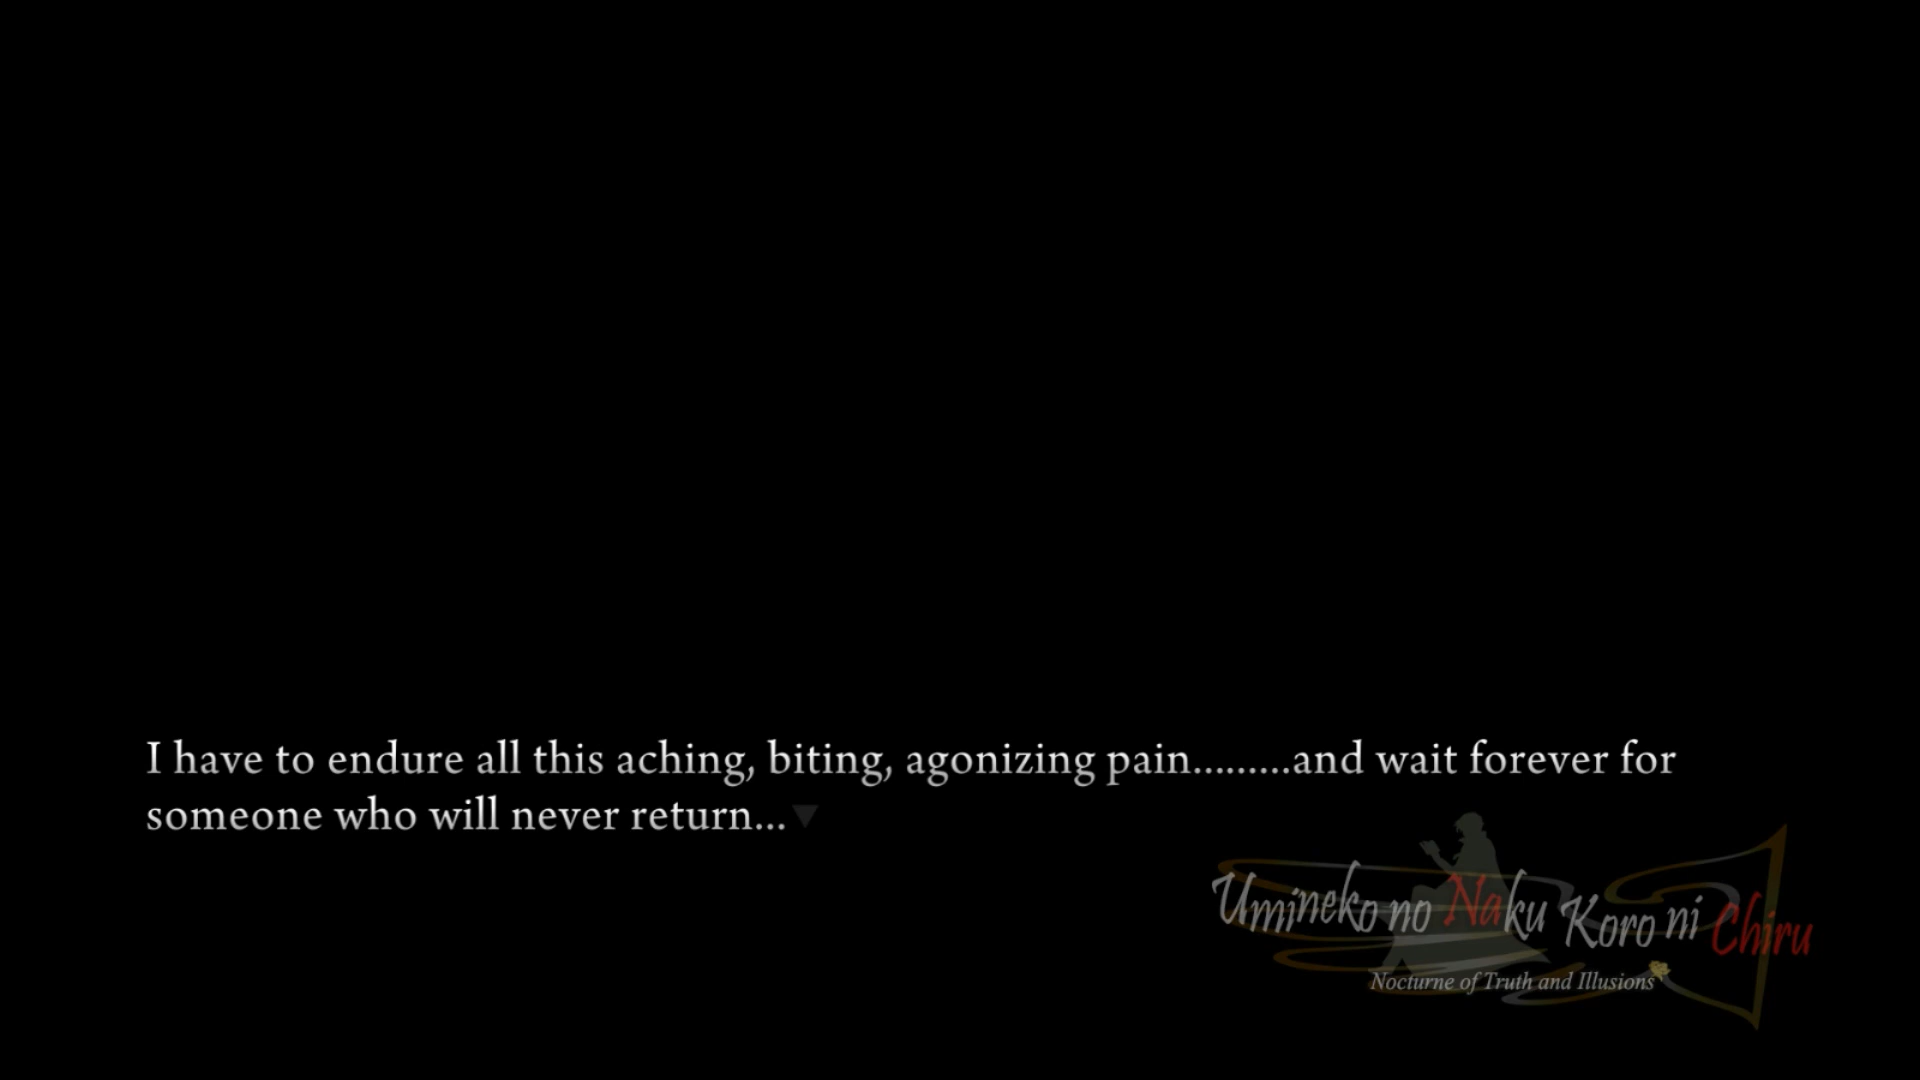 I have to endure all this aching, biting, agonizing pain.........and wait forever for
someone who will never return...
Umineko no Naku Koro ni Chiru
Nocturne of Truth and Illusions